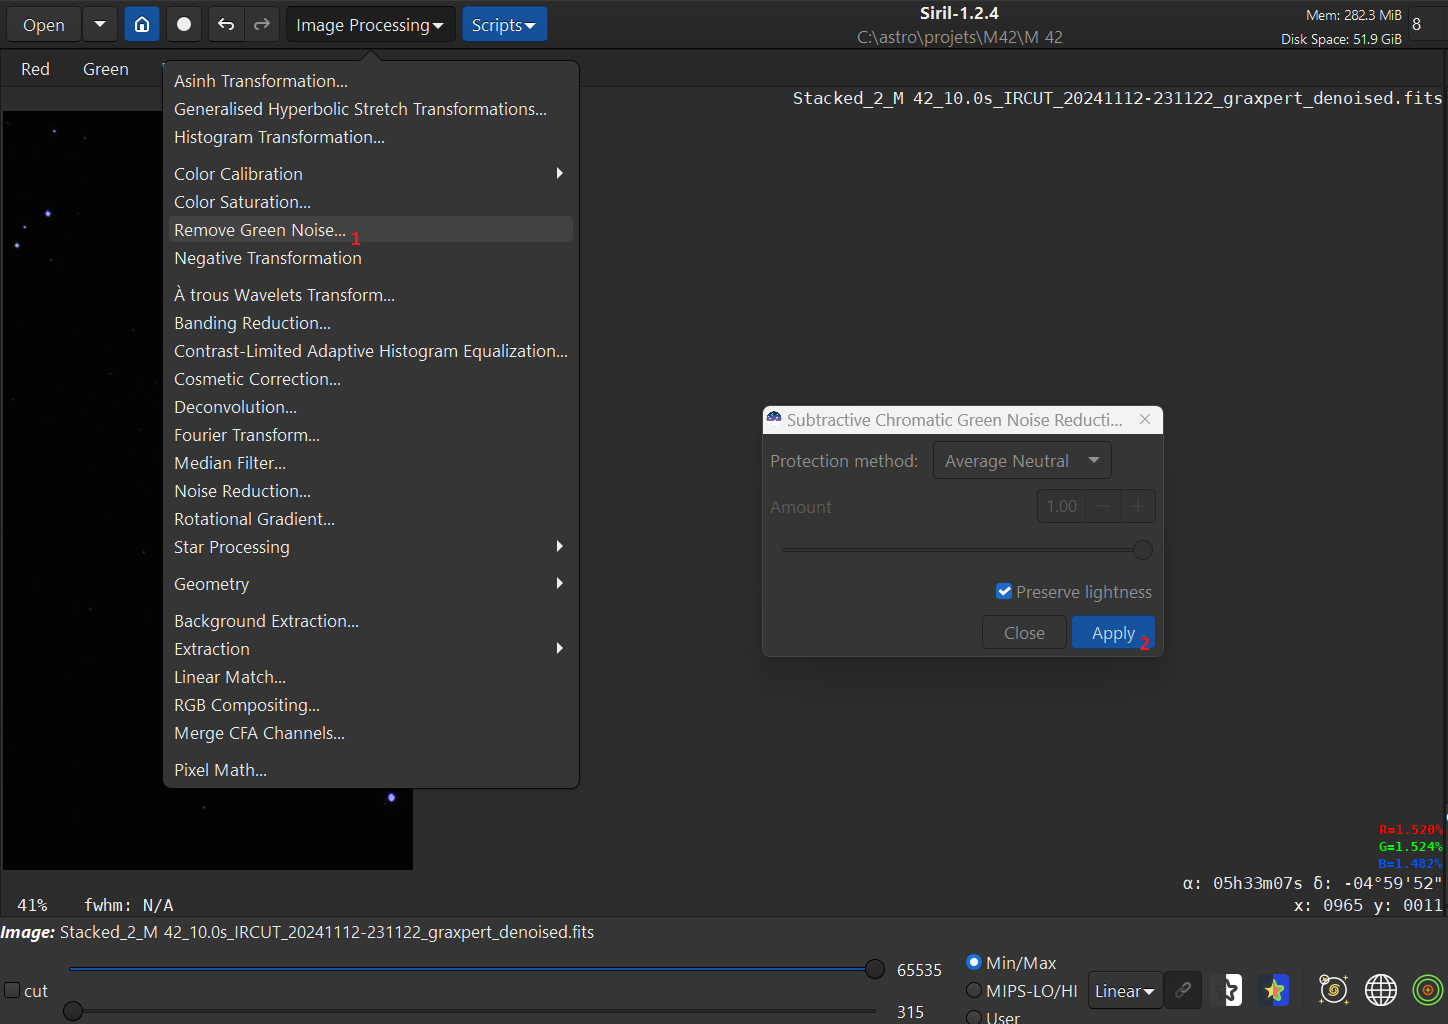 Open
Image Processing
Scripts
Siril-1.2.4
C:\astro\projets\M42\M 42
Mem: 282.3 MiB
Disk Space: 51.9 GiB
8
Red
Green
Stacked_2_M 42_10.0s_IRCUT_20241112-231122_graxpert_denoised.fits
Asinh Transformation...
Generalised Hyperbolic Stretch Transformations...
Histogram Transformation...
Color Calibration
Color Saturation...
Remove Green Noise... 1
Negative Transformation
À trous Wavelets Transform...
Banding Reduction...
Contrast-Limited Adaptive Histogram Equalization...
Cosmetic Correction...
Deconvolution...
Fourier Transform...
Median Filter...
Noise Reduction...
Rotational Gradient...
Star Processing
Geometry
Background Extraction...
Extraction
Linear Match...
RGB Compositing...
Merge CFA Channels...
Pixel Math...
Subtractive Chromatic Green Noise Reducti...
Protection method: Average Neutral
Amount 1.00
Preserve lightness
Close Apply 2
R=1.520%
G=1.524%
B=1.482%
α: 05h33m07s δ: -04°59'52"
x: 0965 y: 0011
41% fwhm: N/A
Image: Stacked_2_M 42_10.0s_IRCUT_20241112-231122_graxpert_denoised.fits
cut
65535
315
Min/Max
MIPS-LO/HI
User
Linear